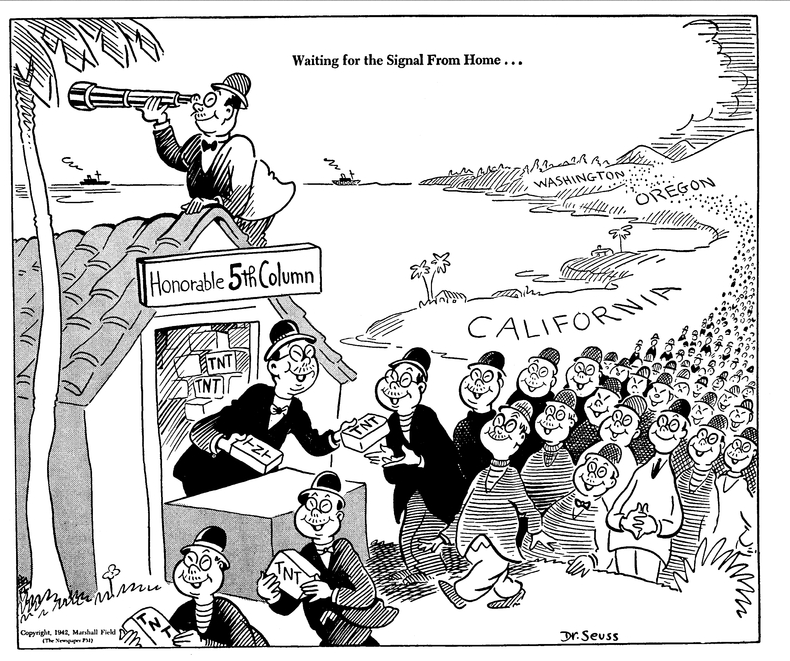 Waiting for the Signal From Home . . .
WASHINGTON
OREGON
Honorable 5th Column
CALIFORNIA
TNT
TNT
TNT
TNT
TNT
TNT
Dr. Seuss
Copyright, 1942, Marshall Field
(The Newspaper PM)